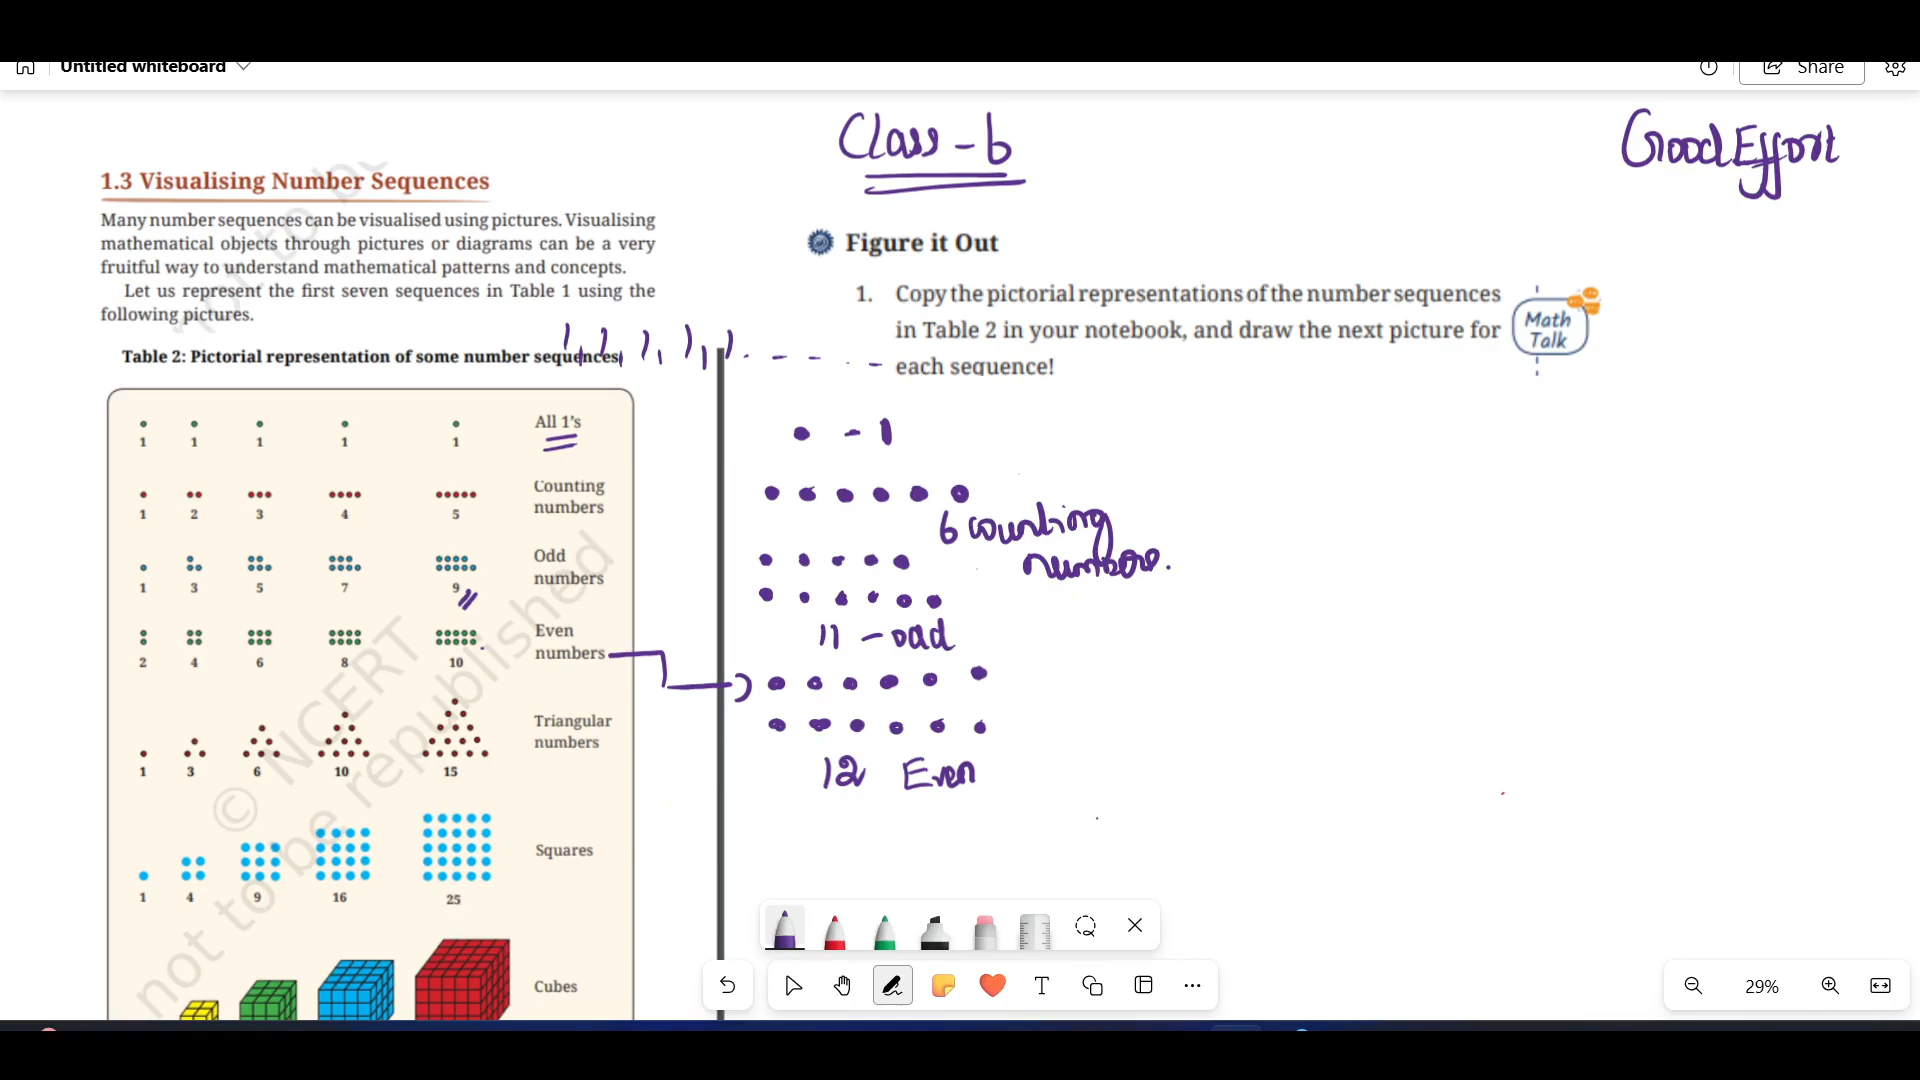 Untitled whiteboard
Share
Class - 6
Good Effort
1.3 Visualising Number Sequences
Many number sequences can be visualised using pictures. Visualising
mathematical objects through pictures or diagrams can be a very
fruitful way to understand mathematical patterns and concepts.
Let us represent the first seven sequences in Table 1 using the
following pictures.
1, 1, 1, 1, 1, . - - . -
Table 2: Pictorial representation of some number sequences
All 1's
1 1 1 1 1
Counting
numbers
1 2 3 4 5
Odd
numbers
1 3 5 7 9
Even
numbers
2 4 6 8 10
Triangular
numbers
1 3 6 10 15
Squares
1 4 9 16 25
Cubes
© NCERT
not to be republished
Figure it Out
1. Copy the pictorial representations of the number sequences
in Table 2 in your notebook, and draw the next picture for
each sequence!
Math
Talk
- 1
6 counting
numbers.
11 - odd
12 Even
29%